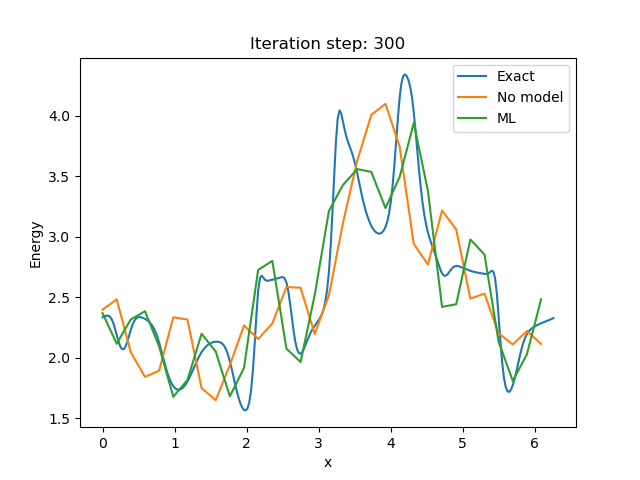 Iteration step: 300
Exact
No model
ML
4.0
3.5
3.0
2.5
2.0
1.5
Energy
0 1 2 3 4 5 6
x